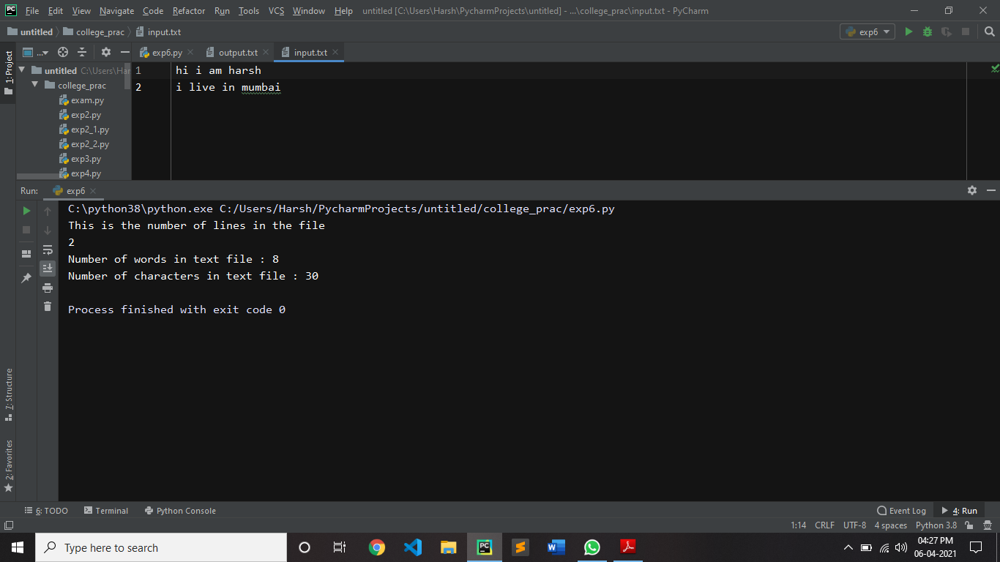 File Edit View Navigate Code Refactor Run Tools VCS Window Help untitled [C:\Users\Harsh\PycharmProjects\untitled] - ...\college_prac\input.txt - PyCharm
untitled college_prac input.txt exp6
1: Project
... exp6.py output.txt input.txt
untitled C:\Users\Har
college_prac
exam.py
exp2.py
exp2_1.py
exp2_2.py
exp3.py
exp4.py
1 hi i am harsh
2 i live in mumbai
Run: exp6
C:\python38\python.exe C:/Users/Harsh/PycharmProjects/untitled/college_prac/exp6.py
This is the number of lines in the file
2
Number of words in text file : 8
Number of characters in text file : 30
Process finished with exit code 0
7: Structure
2: Favorites
6: TODO Terminal Python Console Event Log 4: Run
1:14 CRLF UTF-8 4 spaces Python 3.8
Type here to search
04:27 PM
06-04-2021